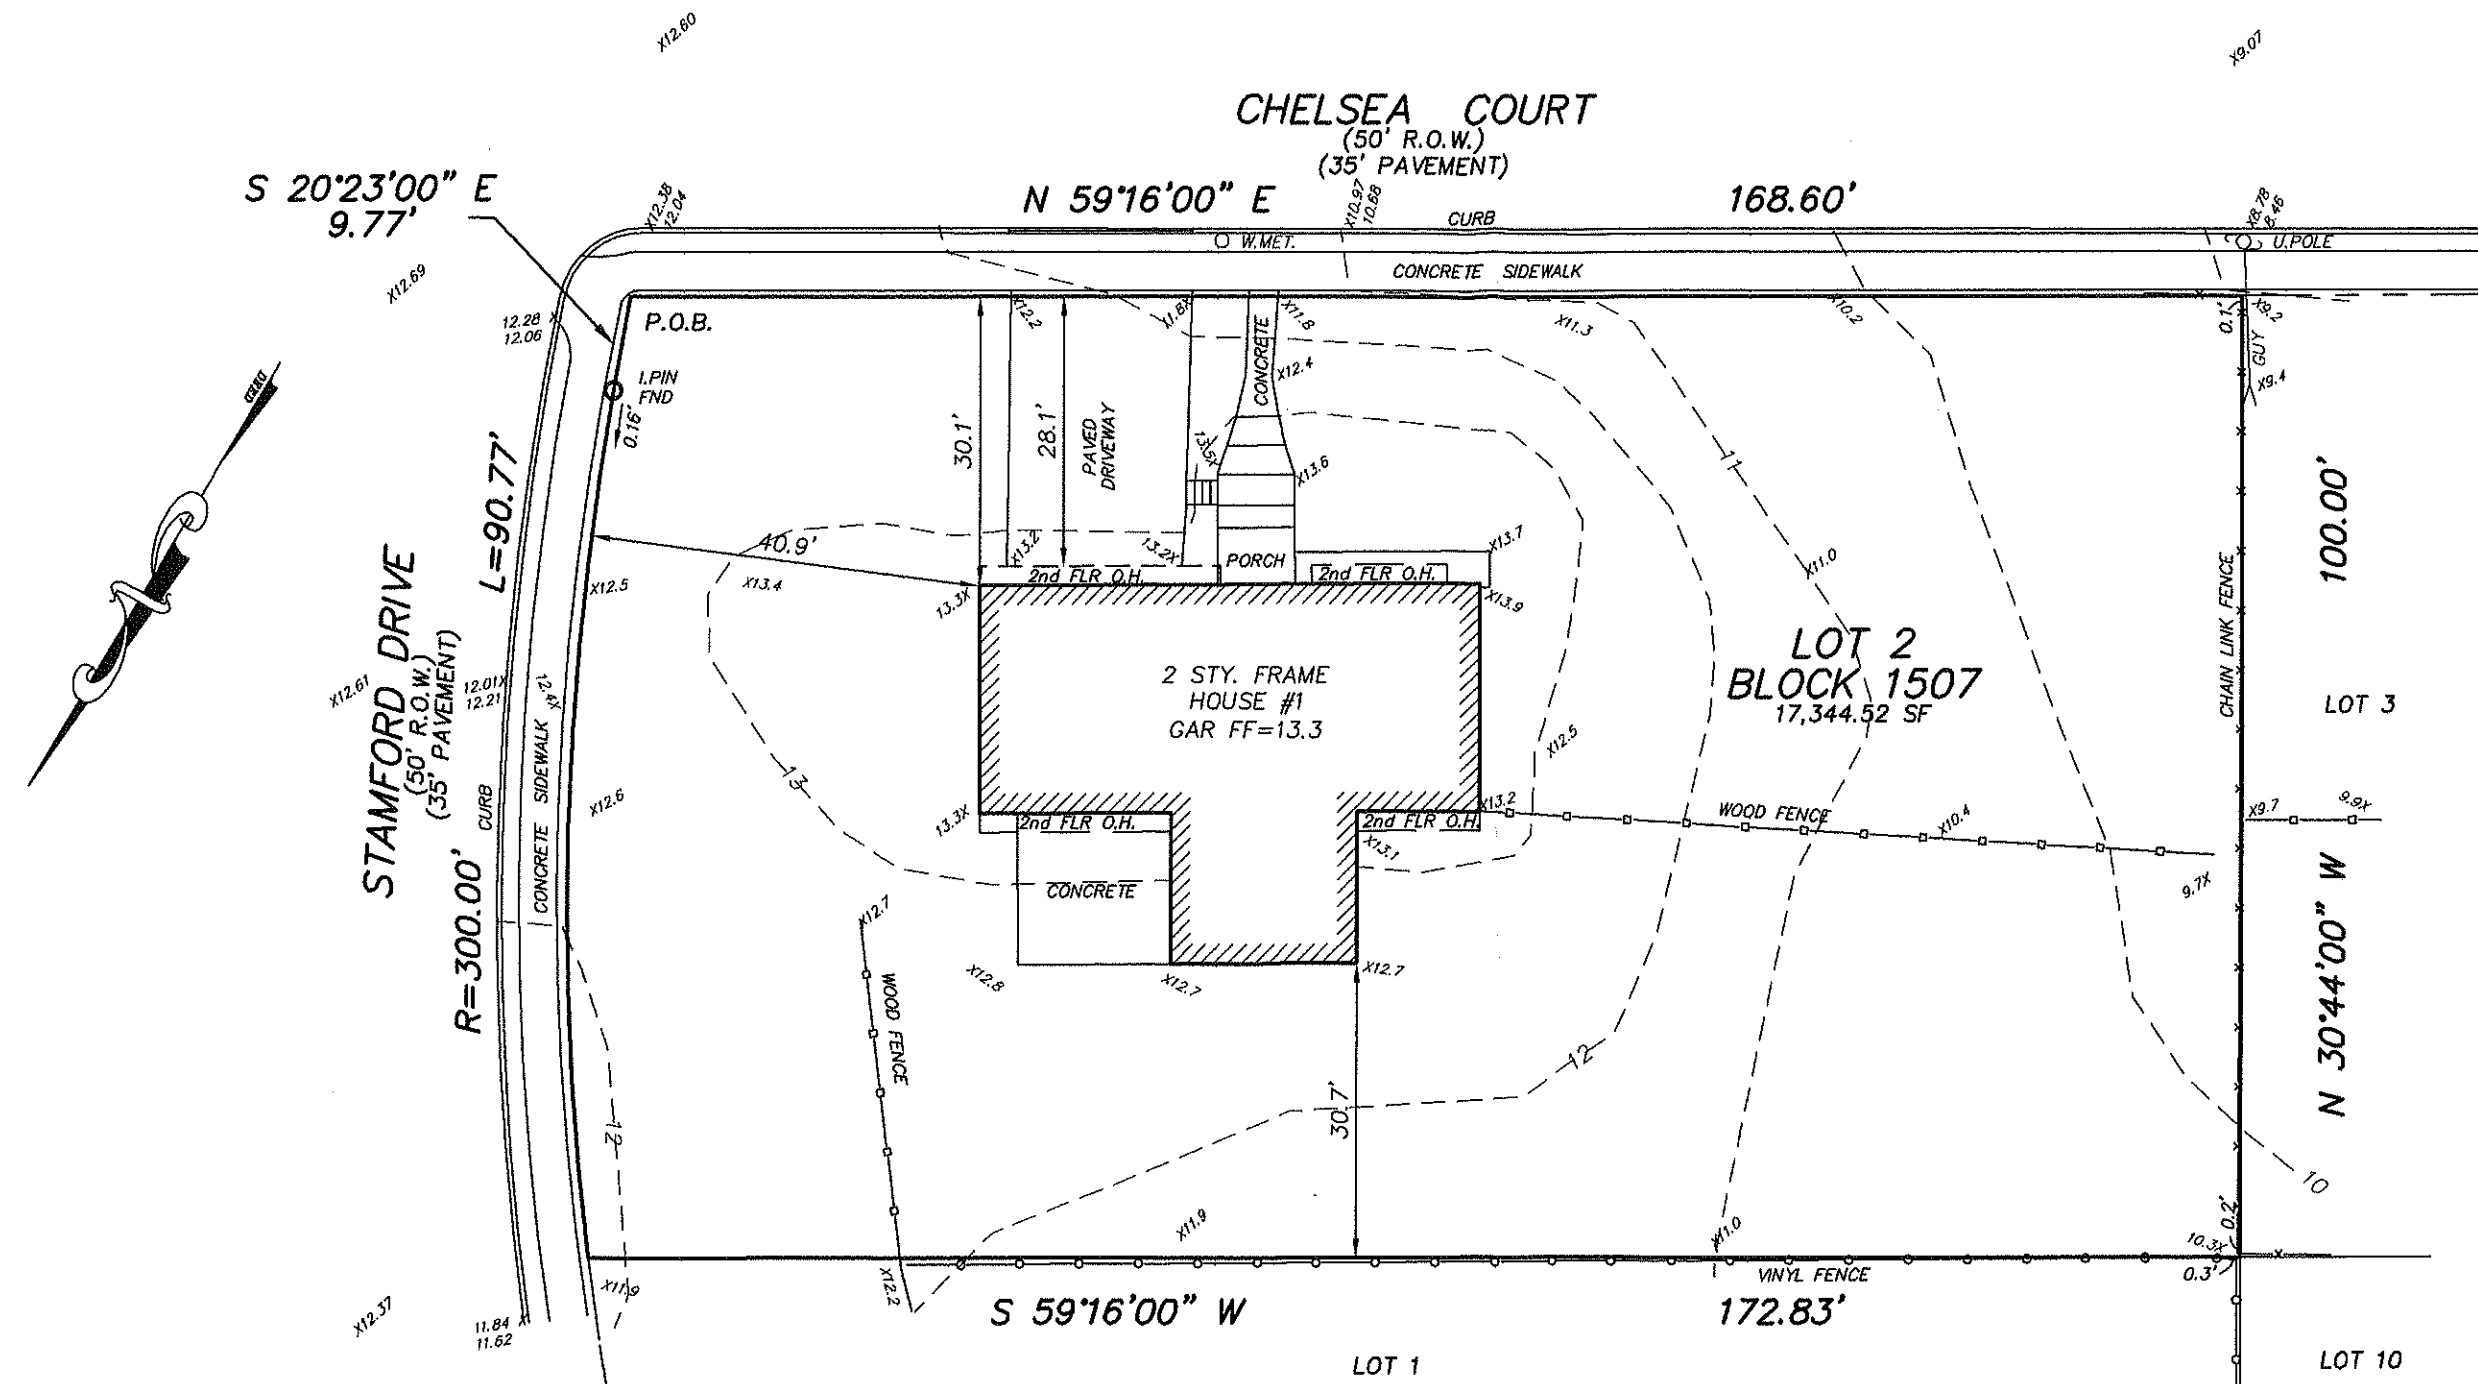 X12.60
X9.07
CHELSEA COURT
(50' R.O.W.)
(35' PAVEMENT)
S 20°23'00" E
9.77'
N 59°16'00" E
168.60'
X12.38
12.04
X10.97
10.68
CURB
X8.78
8.46
W.MET.
U.POLE
CONCRETE SIDEWALK
X12.69
12.28
12.06
P.O.B.
X12.2
X1.8X
X11.8
X11.3
X10.2
0.1'
X9.2
GUY
X9.4
I.PIN
FND
0.16'
CONCRETE
X12.4
30.1'
28.1'
PAVED
DRIVEWAY
13.5X
X13.6
11
L=90.77'
100.00'
40.9'
X13.2
13.2X
PORCH
X13.7
X12.5
X13.4
2nd FLR O.H.
2nd FLR O.H.
13.3X
X13.9
X11.0
CHAIN LINK FENCE
STAMFORD DRIVE
(50' R.O.W.)
(35' PAVEMENT)
X12.61
12.01X
12.21
12.4X
2 STY. FRAME
HOUSE #1
GAR FF=13.3
LOT 2
BLOCK 1507
17,344.52 SF
LOT 3
X12.5
13
CURB
CONCRETE SIDEWALK
X12.6
13.3X
2nd FLR O.H.
2nd FLR O.H.
X13.2
X13.1
WOOD FENCE
X10.4
X9.7
9.9X
9.7X
CONCRETE
X12.7
R=300.00'
N 30°44'00" W
X12.8
X12.7
X12.7
WOOD FENCE
12
12
30.7'
10
X11.9
X11.0
0.2'
10.3X
0.3'
VINYL FENCE
X11.9
X12.2
X12.37
11.84
11.62
S 59°16'00" W
172.83'
LOT 1
LOT 10